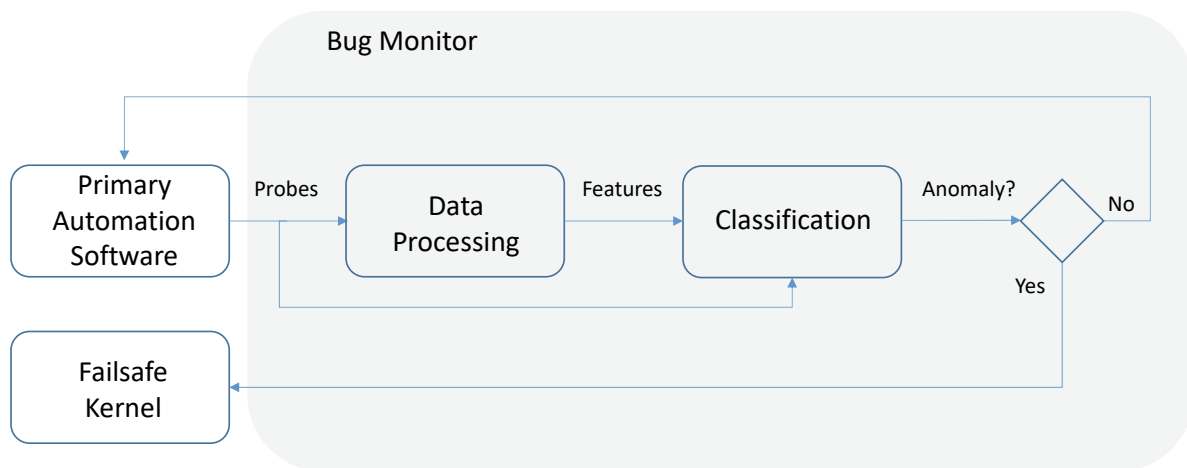 Bug Monitor
Primary
Automation
Software
Probes
Data
Processing
Features
Classification
Anomaly?
No
Yes
Failsafe
Kernel